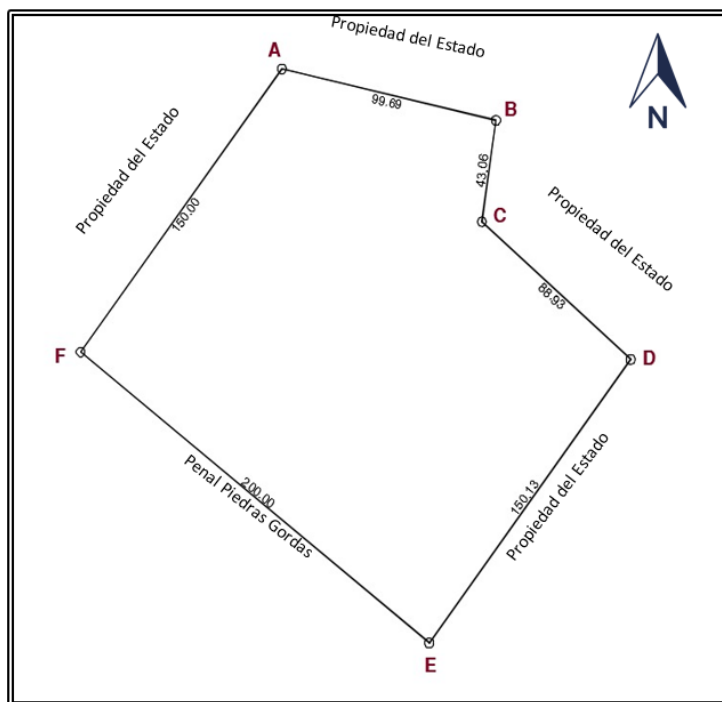 Propiedad del Estado
A
99.69
B
N
Propiedad del Estado
150.00
43.06
C
Propiedad del Estado
88.93
F
D
200.00
Penal Piedras Gordas
150.13
Propiedad del Estado
E